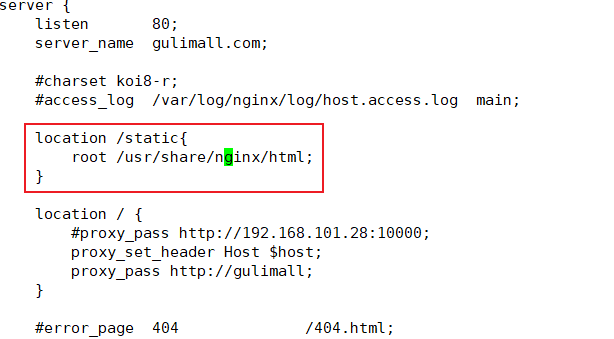 server {
    listen       80;
    server_name  gulimall.com;
    #charset koi8-r;
    #access_log  /var/log/nginx/log/host.access.log  main;
    location /static{
        root /usr/share/nginx/html;
    }
    location / {
        #proxy_pass http://192.168.101.28:10000;
        proxy_set_header Host $host;
        proxy_pass http://gulimall;
    }
    #error_page  404              /404.html;